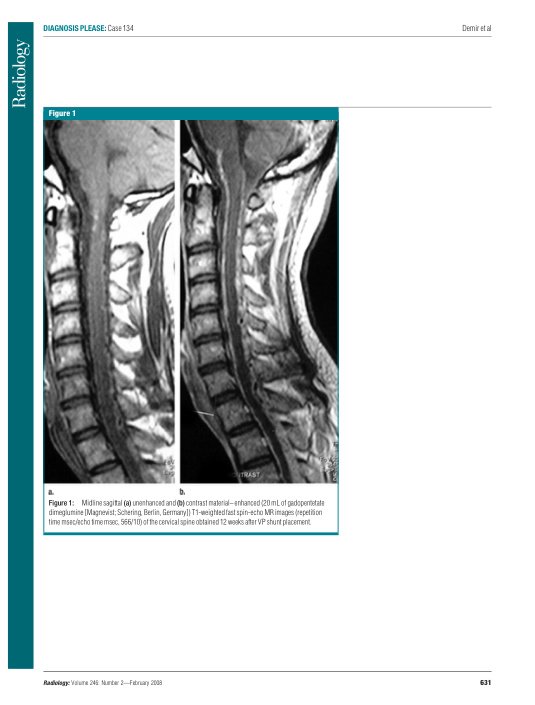 DIAGNOSIS PLEASE: Case 134
Demir et al
Radiology
Figure 1
CONTRAST
a.
b.
Figure 1: Midline sagittal (a) unenhanced and (b) contrast material–enhanced (20 mL of gadopentetate
dimeglumine [Magnevist; Schering, Berlin, Germany]) T1-weighted fast spin-echo MR images (repetition
time msec/echo time msec, 566/10) of the cervical spine obtained 12 weeks after VP shunt placement.
Radiology: Volume 246: Number 2—February 2008
631